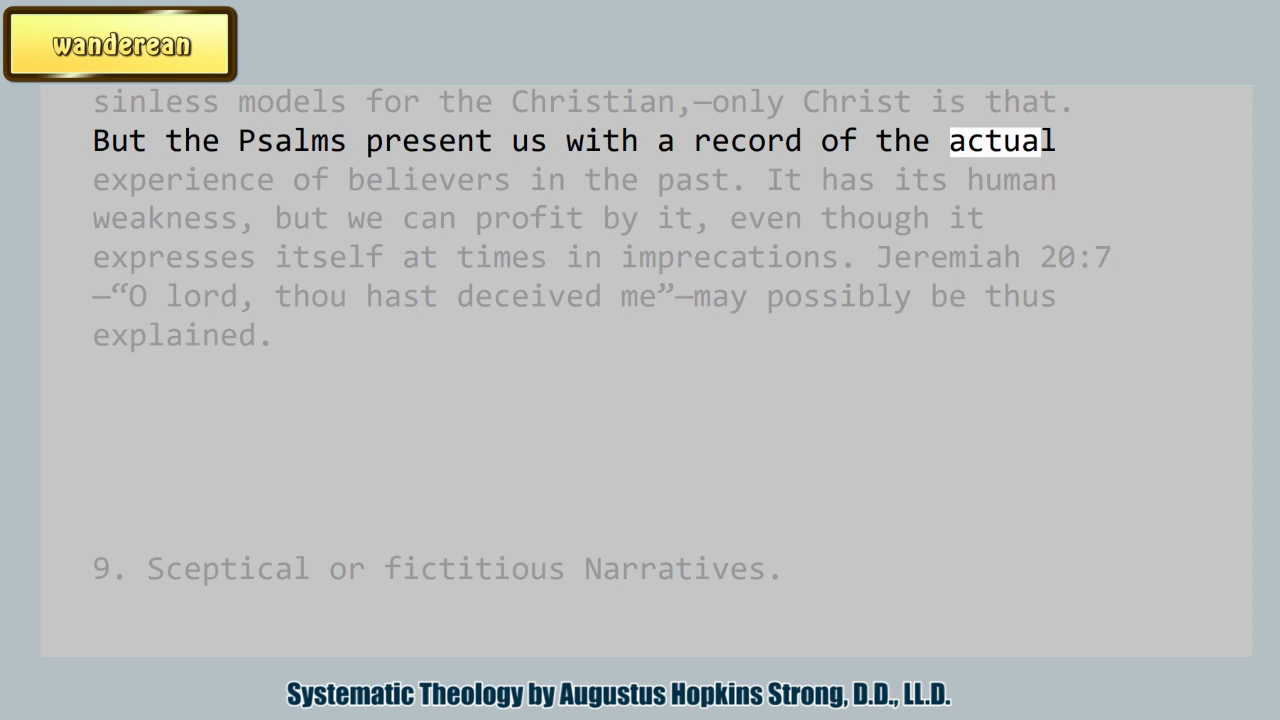 wanderean
sinless models for the Christian,—only Christ is that.
But the Psalms present us with a record of the actual
experience of believers in the past. It has its human
weakness, but we can profit by it, even though it
expresses itself at times in imprecations. Jeremiah 20:7
—“O lord, thou hast deceived me”—may possibly be thus
explained.
9. Sceptical or fictitious Narratives.
Systematic Theology by Augustus Hopkins Strong, D.D., LL.D.